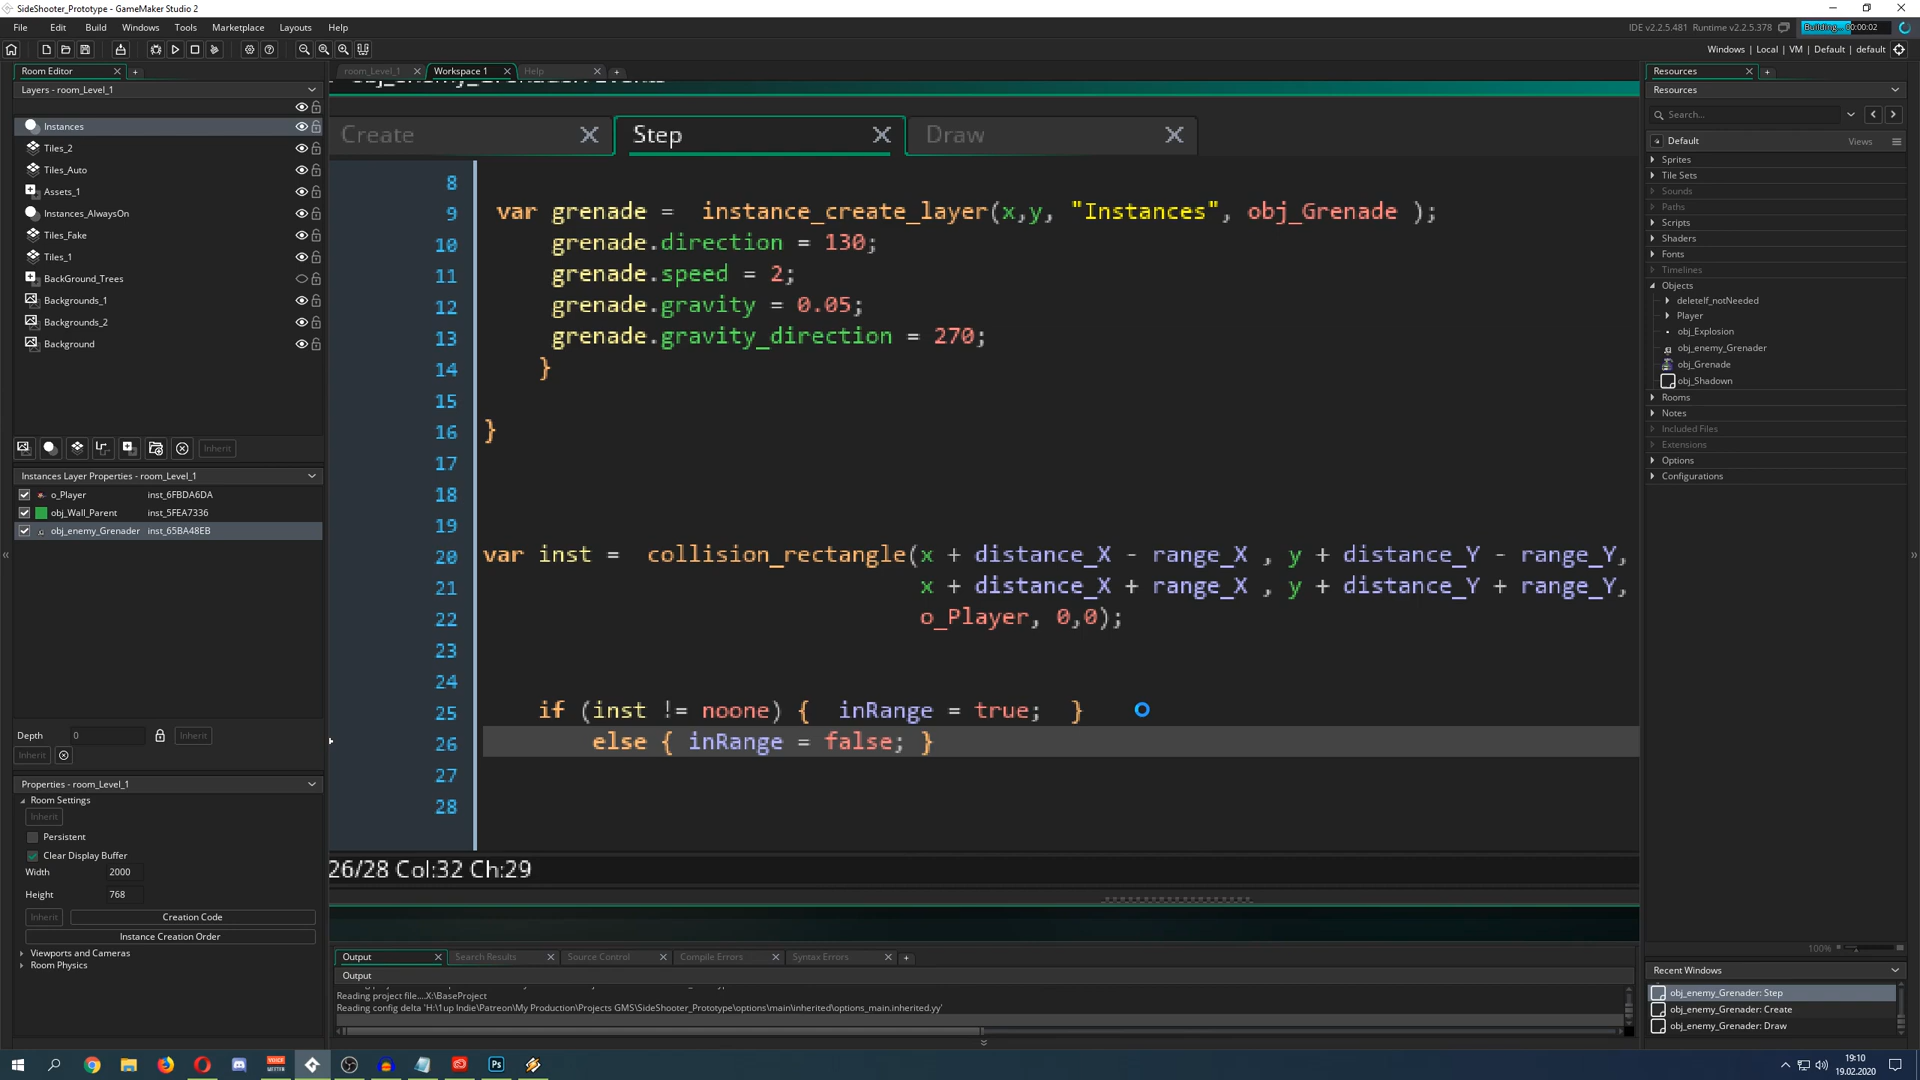 SideShooter_Prototype - GameMaker Studio 2
File Edit Build Windows Tools Marketplace Layouts Help
IDE v2.2.5.481 Runtime v2.2.5.378
Building... 00:00:02
Windows | Local | VM | Default | default
Room Editor
Layers - room_Level_1
Instances
Tiles_2
Tiles_Auto
Assets_1
Instances_AlwaysOn
Tiles_Fake
Tiles_1
BackGround_Trees
Backgrounds_1
Backgrounds_2
Background
Inherit
Instances Layer Properties - room_Level_1
o_Player inst_6FBDA6DA
obj_Wall_Parent inst_5FEA7336
obj_enemy_Grenader inst_65BA48EB
Depth 0 Inherit
Inherit
Properties - room_Level_1
Room Settings
Inherit
Persistent
Clear Display Buffer
Width 2000
Height 768
Inherit Creation Code
Instance Creation Order
Viewports and Cameras
Room Physics
room_Level_1 Workspace 1 Help
Create Step Draw
8
9 var grenade = instance_create_layer(x,y, "Instances", obj_Grenade );
10 grenade.direction = 130;
11 grenade.speed = 2;
12 grenade.gravity = 0.05;
13 grenade.gravity_direction = 270;
14 }
15
16 }
17
18
19
20 var inst = collision_rectangle(x + distance_X - range_X , y + distance_Y - range_Y,
21 x + distance_X + range_X , y + distance_Y + range_Y,
22 o_Player, 0,0);
23
24
25 if (inst != noone) { inRange = true; }
26 else { inRange = false; }
27
28
26/28 Col:32 Ch:29
Output Search Results Source Control Compile Errors Syntax Errors
Output
Reading project file....X:\BaseProject
Reading config delta 'H:\1up Indie\Patreon\My Production\Projects GMS\SideShooter_Prototype\options\main\inherited\options_main.inherited.yy'
Resources
Resources
Search...
Default Views
Sprites
Tile Sets
Sounds
Paths
Scripts
Shaders
Fonts
Timelines
Objects
deleteIf_notNeeded
Player
obj_Explosion
obj_enemy_Grenader
obj_Grenade
obj_Shadown
Rooms
Notes
Included Files
Extensions
Options
Configurations
100%
Recent Windows
obj_enemy_Grenader: Step
obj_enemy_Grenader: Create
obj_enemy_Grenader: Draw
Ps
19:10
19.02.2020